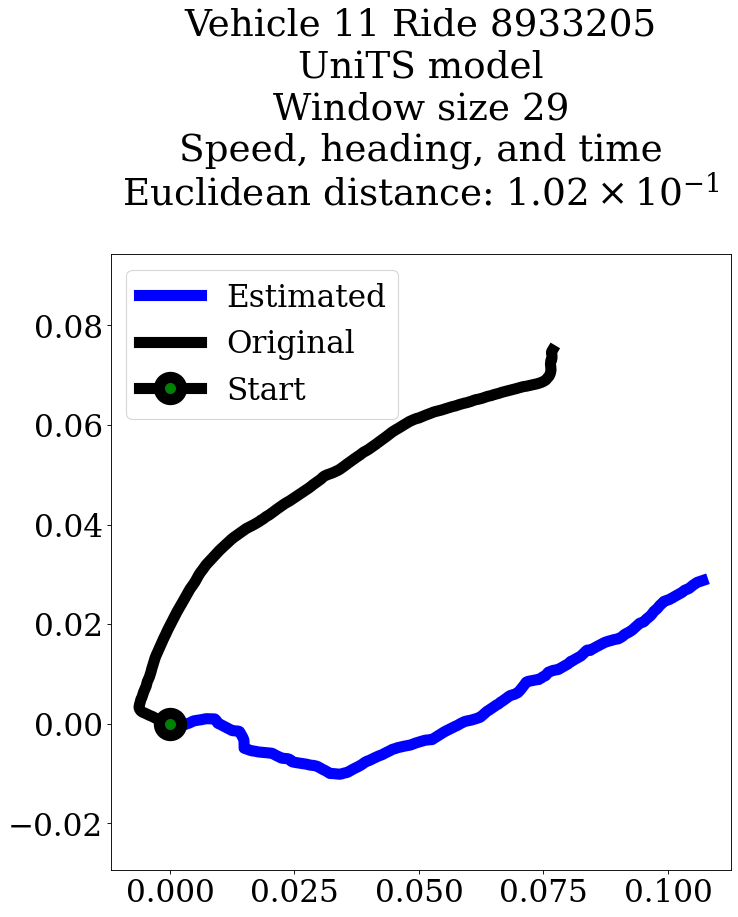 Vehicle 11 Ride 8933205
UniTS model
Window size 29
Speed, heading, and time
Euclidean distance: 1.02 × 10⁻¹
Estimated
Original
Start
0.08
0.06
0.04
0.02
0.00
−0.02
0.000 0.025 0.050 0.075 0.100